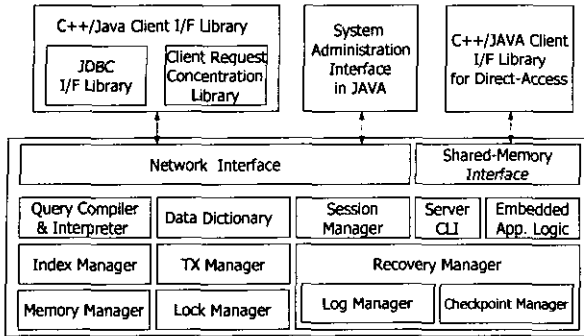 C++/Java Client I/F Library
JDBC
I/F Library
Client Request
Concentration
Library
System
Administration
Interface
in JAVA
C++/JAVA Client
I/F Library
for Direct-Access
Network Interface
Shared-Memory
Interface
Query Compiler
& Interpreter
Data Dictionary
Session
Manager
Server
CLI
Embedded
App. Logic
Index Manager
TX Manager
Recovery Manager
Memory Manager
Lock Manager
Log Manager
Checkpoint Manager